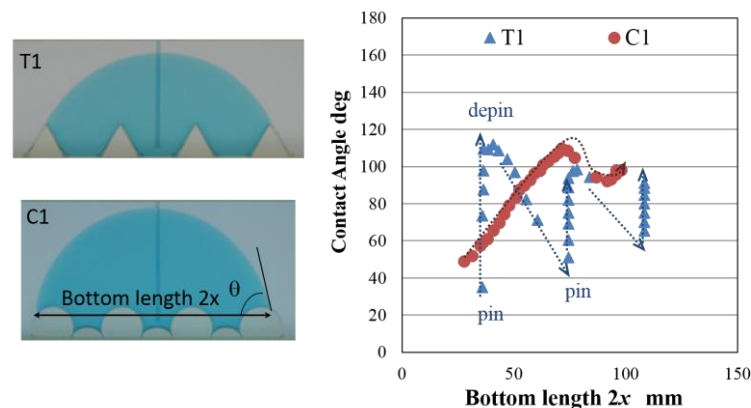 T1
C1
Bottom length 2x θ
Contact Angle deg
180
160
140
120
100
80
60
40
20
0
T1 C1
depin
pin
pin
0 50 100 150
Bottom length 2x mm